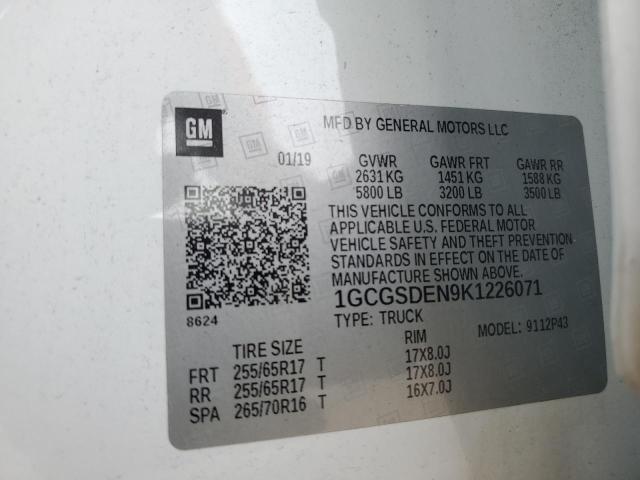 GM
MFD BY GENERAL MOTORS LLC
01/19 GVWR GAWR FRT GAWR RR
2631 KG 1451 KG 1588 KG
5800 LB 3200 LB 3500 LB
THIS VEHICLE CONFORMS TO ALL
APPLICABLE U.S. FEDERAL MOTOR
VEHICLE SAFETY AND THEFT PREVENTION
STANDARDS IN EFFECT ON THE DATE OF
MANUFACTURE SHOWN ABOVE.
1GCGSDEN9K1226071
8624
TYPE: TRUCK MODEL: 9112P43
TIRE SIZE RIM
FRT 255/65R17 T 17X8.0J
RR 255/65R17 T 17X8.0J
SPA 265/70R16 T 16X7.0J